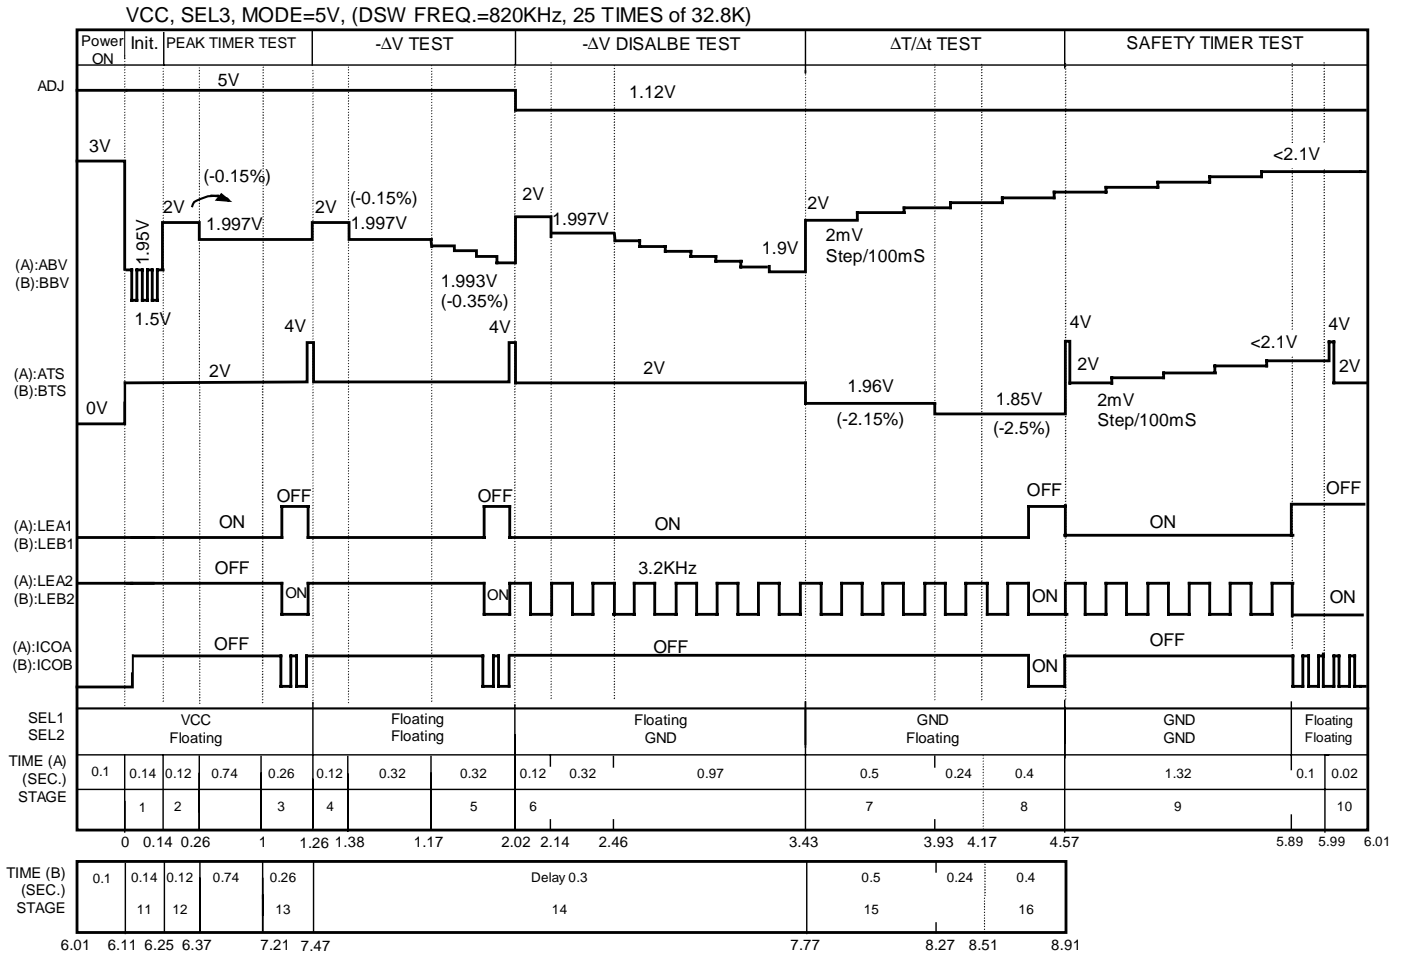 VCC, SEL3, MODE=5V, (DSW FREQ.=820KHz, 25 TIMES of 32.8K)
Power ON
Init.
PEAK TIMER TEST
-ΔV TEST
-ΔV DISALBE TEST
ΔT/Δt TEST
SAFETY TIMER TEST
ADJ
5V
1.12V
3V
<2.1V
(-0.15%)
2V
1.997V
1.95V
1.5V
2V
(-0.15%)
1.997V
1.993V
(-0.35%)
2V
1.997V
1.9V
2V
2mV
Step/100mS
(A):ABV
(B):BBV
4V
4V
4V
<2.1V
4V
(A):ATS
(B):BTS
0V
2V
2V
1.96V
(-2.15%)
1.85V
(-2.5%)
2V
2mV
Step/100mS
2V
(A):LEA1
(B):LEB1
ON
OFF
OFF
ON
OFF
ON
OFF
(A):LEA2
(B):LEB2
OFF
ON
ON
3.2KHz
ON
ON
(A):ICOA
(B):ICOB
OFF
OFF
ON
OFF
SEL1 VCC Floating Floating GND GND Floating
SEL2 Floating Floating GND Floating GND Floating
TIME (A)
(SEC.)
0.1 0.14 0.12 0.74 0.26 0.12 0.32 0.32 0.12 0.32 0.97 0.5 0.24 0.4 1.32 0.1 0.02
STAGE 1 2 3 4 5 6 7 8 9 10
0 0.14 0.26 1 1.26 1.38 1.17 2.02 2.14 2.46 3.43 3.93 4.17 4.57 5.89 5.99 6.01
TIME (B)
(SEC.)
0.1 0.14 0.12 0.74 0.26 Delay 0.3 0.5 0.24 0.4
STAGE 11 12 13 14 15 16
6.01 6.11 6.25 6.37 7.21 7.47 7.77 8.27 8.51 8.91